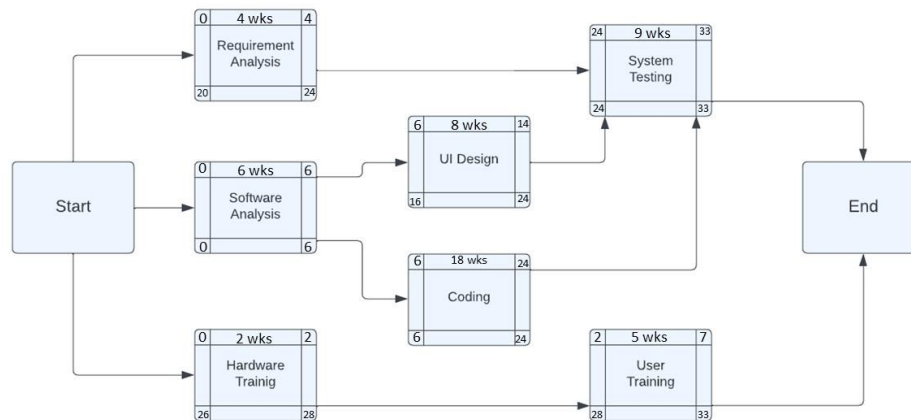 0 4 wks 4
Requirement
Analysis
20 24
24 9 wks 33
System
Testing
24 33
6 8 wks 14
UI Design
16 24
Start
0 6 wks 6
Software
Analysis
0 6
End
6 18 wks 24
Coding
6 24
0 2 wks 2
Hardware
Trainig
26 28
2 5 wks 7
User
Training
28 33